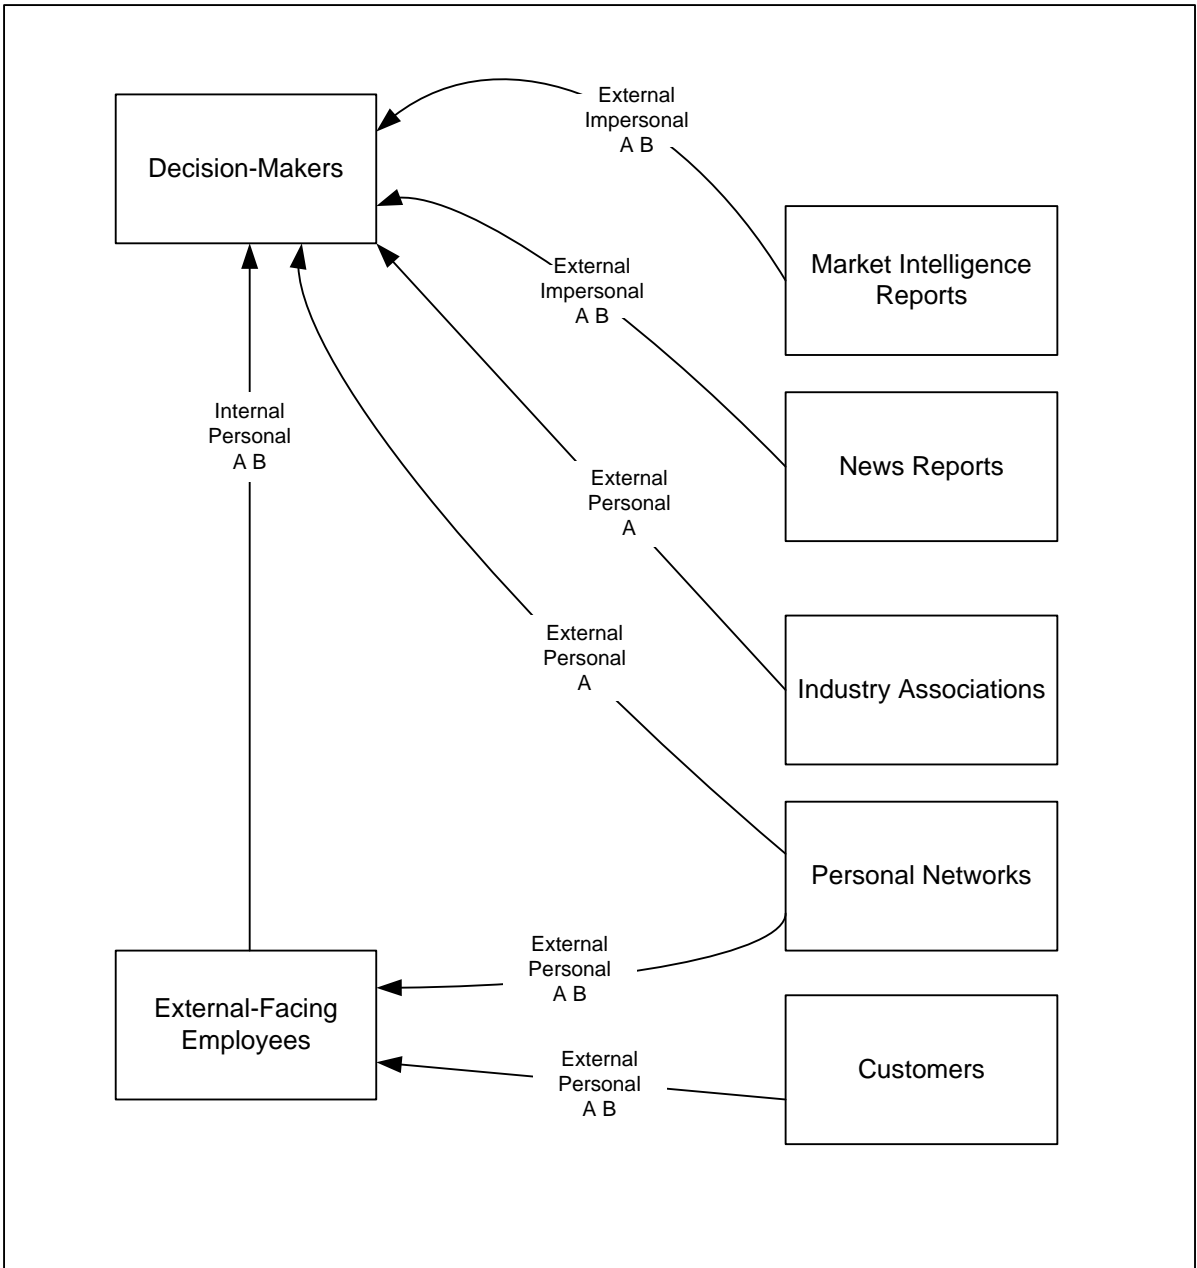 External
Impersonal
A B
Decision-Makers
Market Intelligence
Reports
External
Impersonal
A B
Internal
Personal
A B
News Reports
External
Personal
A
External
Personal
A
Industry Associations
Personal Networks
External
Personal
A B
External-Facing
Employees
External
Personal
A B
Customers